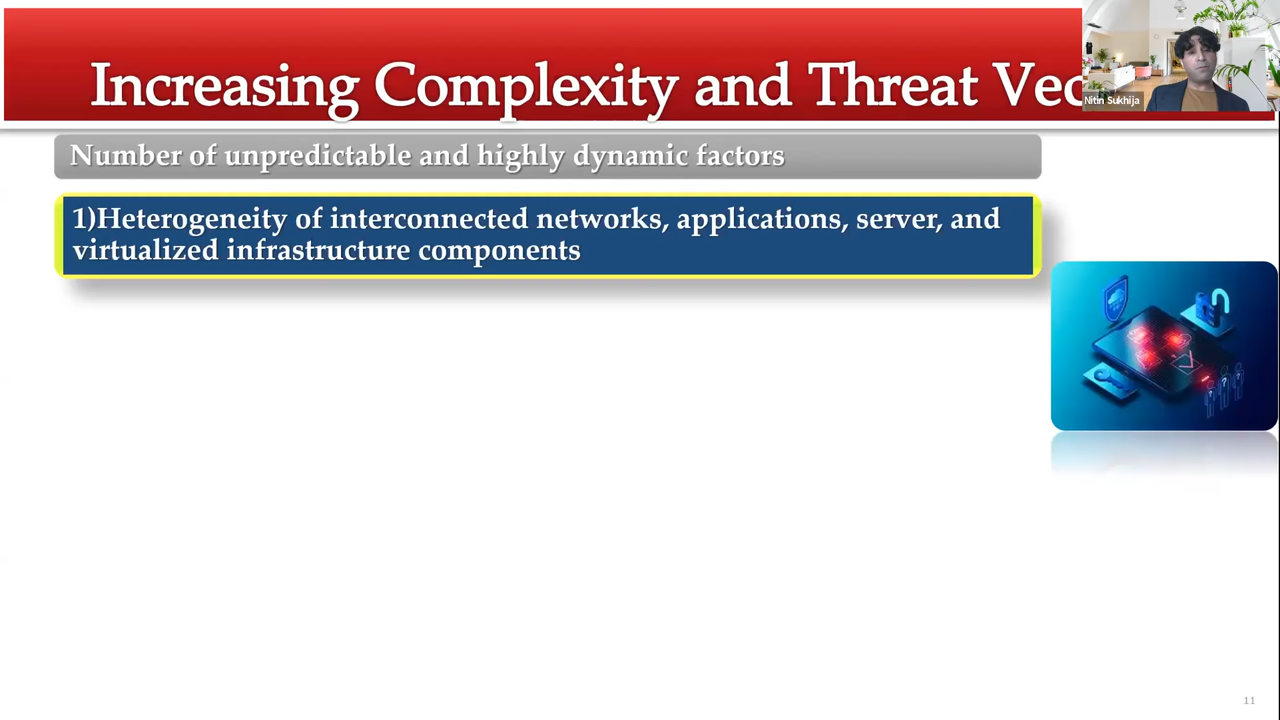 Increasing Complexity and Threat Vec
Nitin Sukhija
Number of unpredictable and highly dynamic factors
1)Heterogeneity of interconnected networks, applications, server, and
virtualized infrastructure components
11